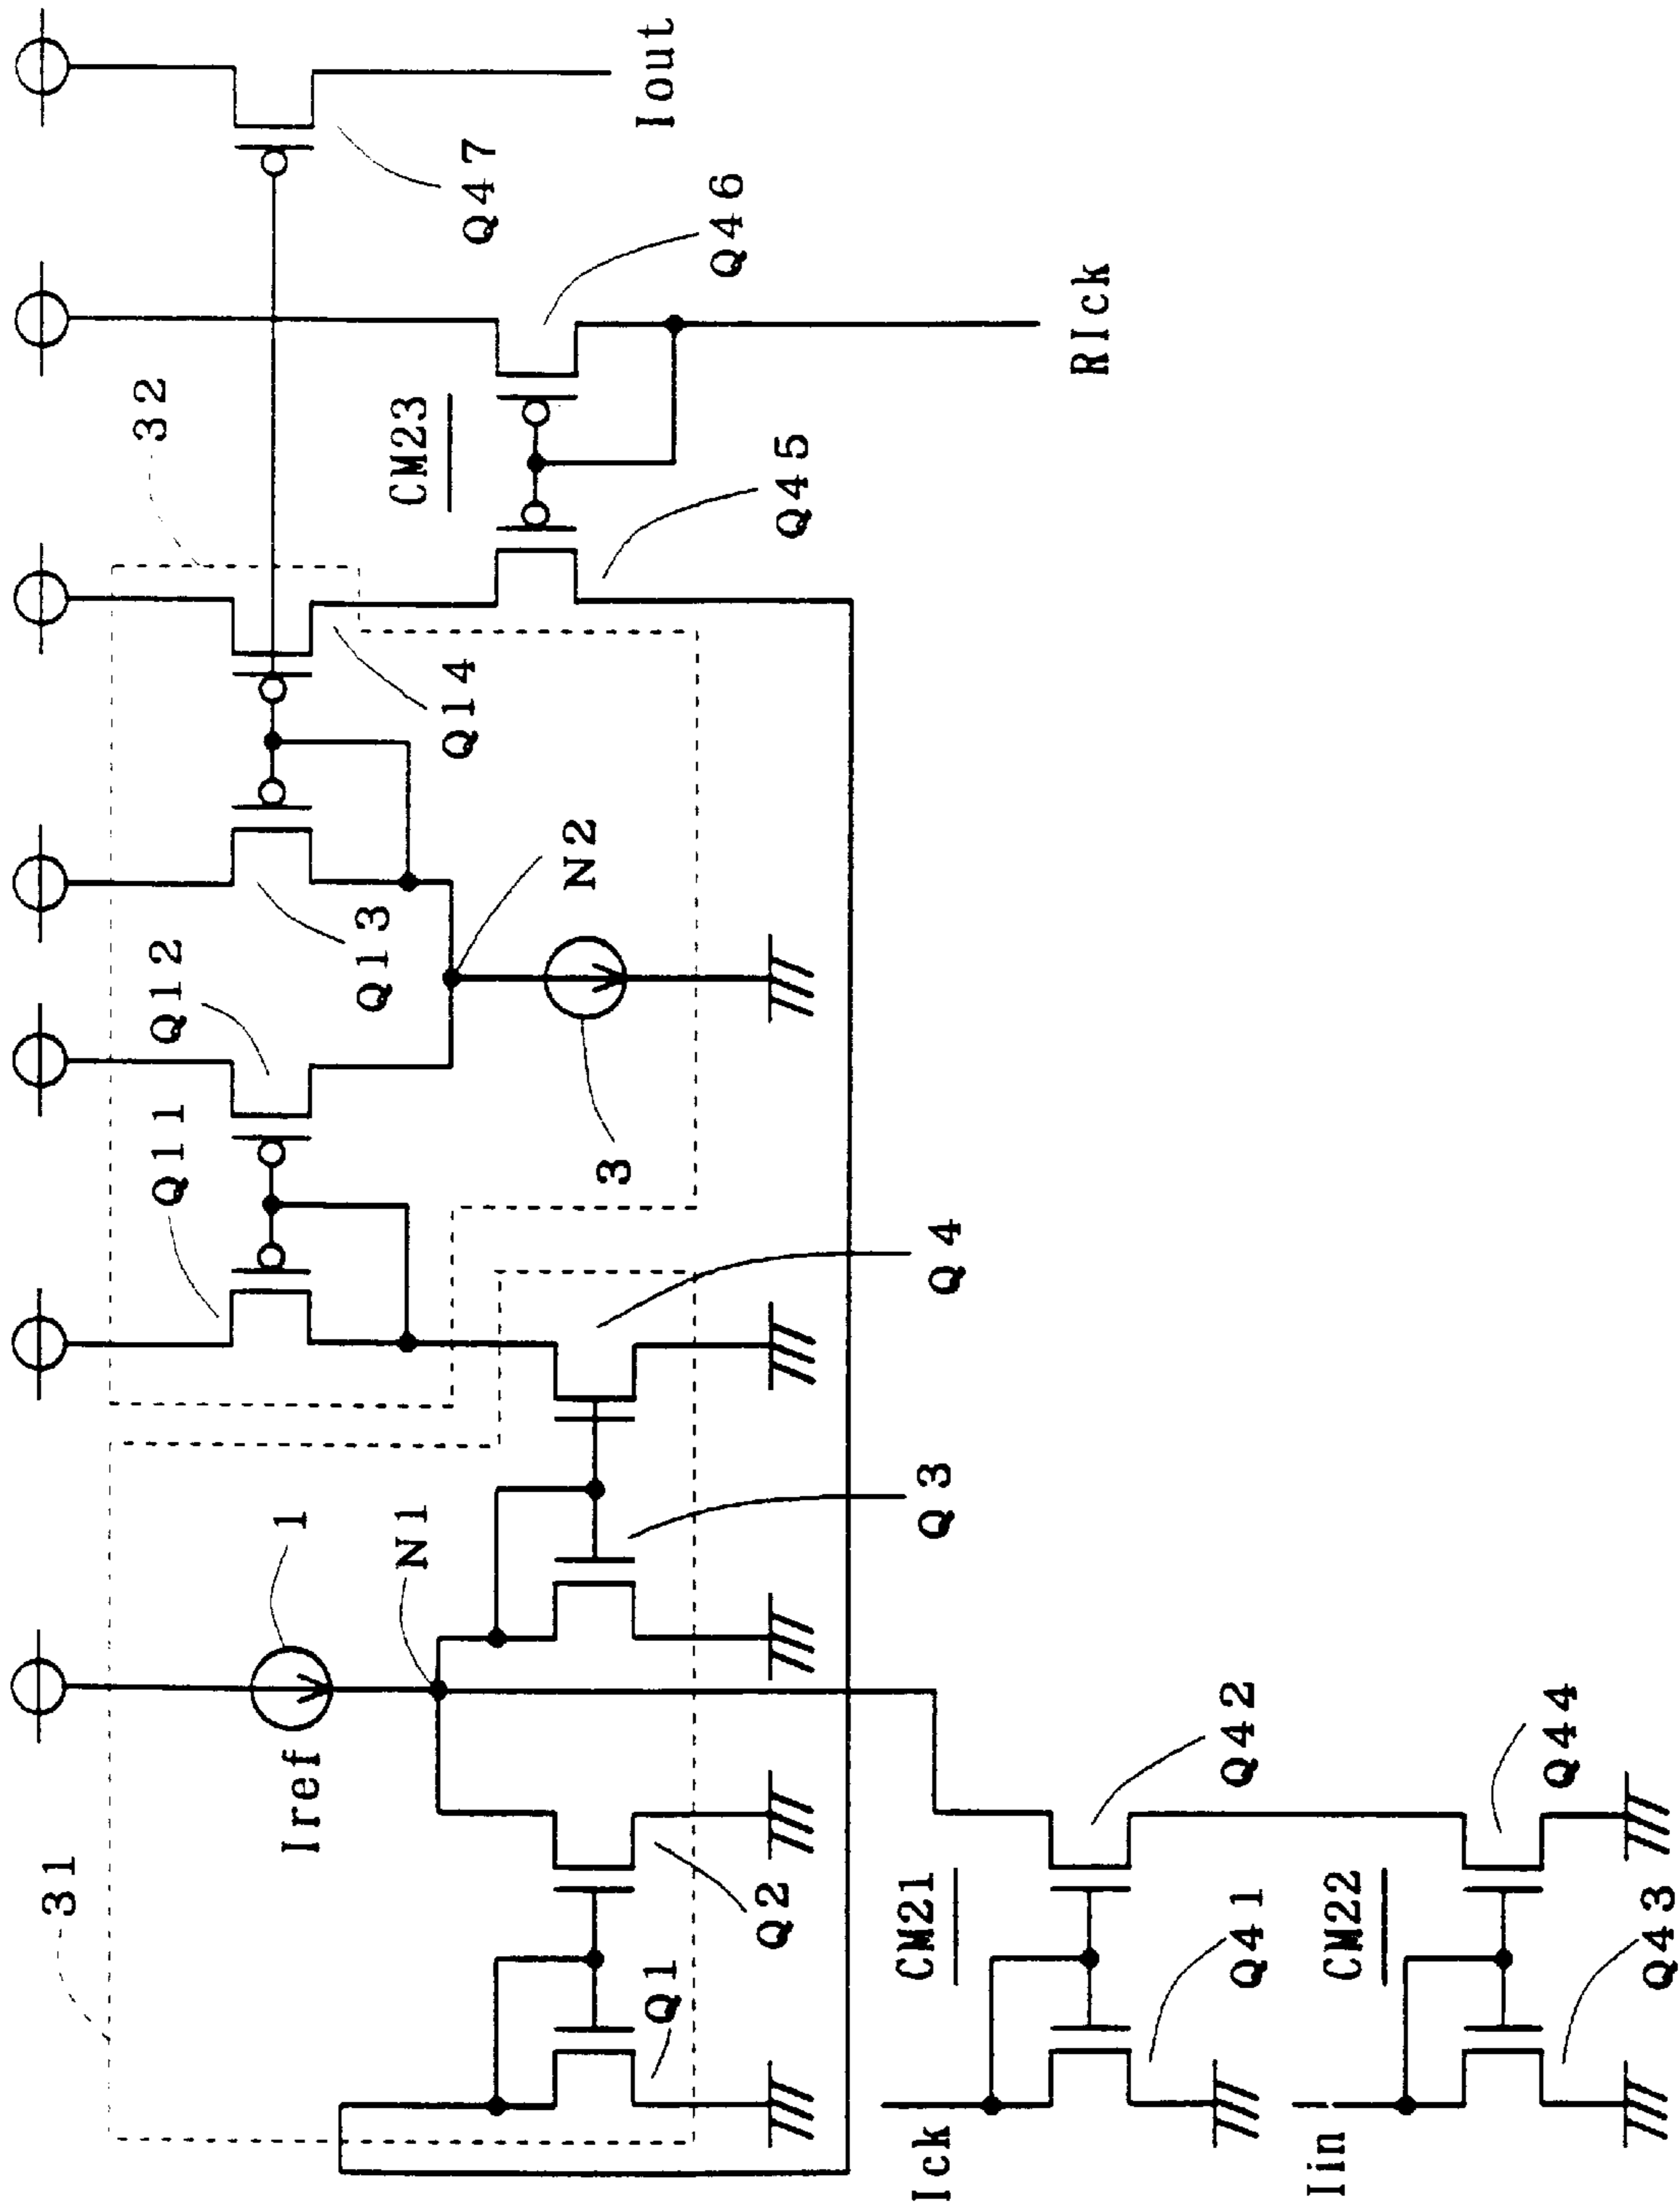 31
Iref
1
N1
Q1
Q2
Q3
Q4
Q11
Q12
Q13
3
N2
32
Q14
CM23
Q45
Q46
Q47
Iout
RIck
Ick
CM21
Q41
Q42
Iin
CM22
Q43
Q44